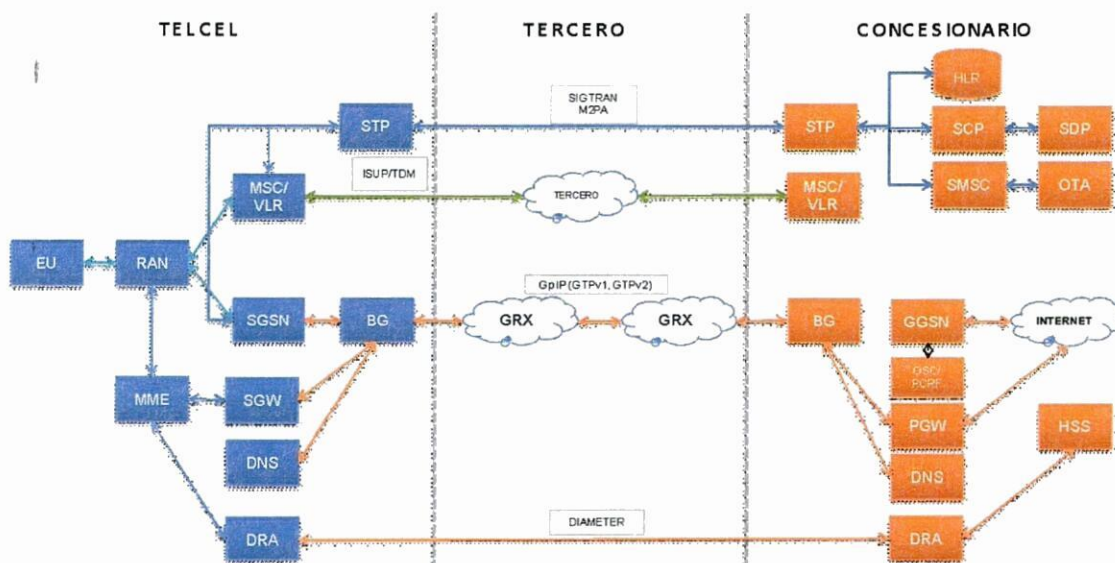 TELCEL
TERCERO
CONCESIONARIO
HLR
SIGTRAN
M2PA
STP
STP
SCP
SDP
ISUP/TDM
MSC/
VLR
TERCERO
MSC/
VLR
SMSC
OTA
EU
RAN
GpIP(GTPv1, GTPv2)
SGSN
BG
GRX
GRX
BG
GGSN
INTERNET
OSC/
PCRF
MME
SGW
PGW
HSS
DNS
DNS
DIAMETER
DRA
DRA